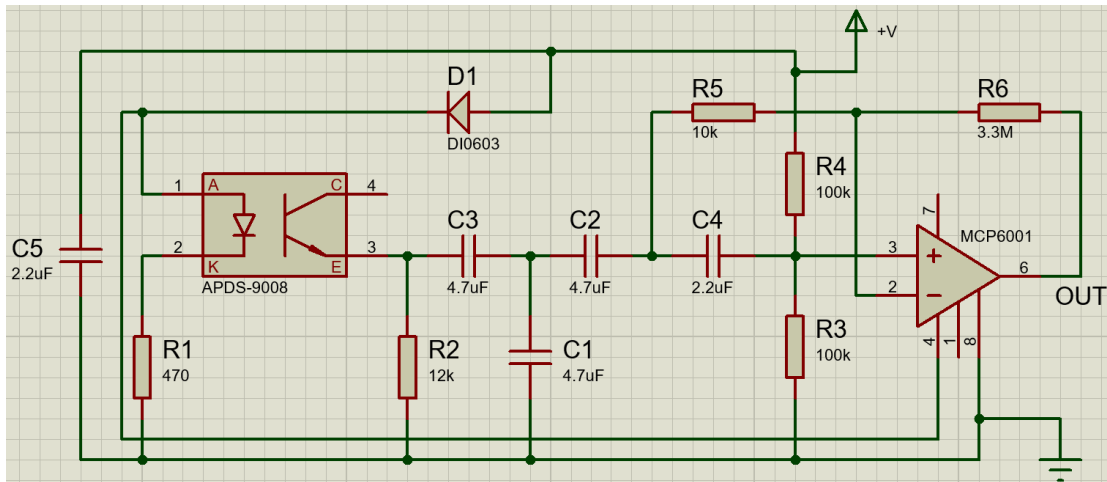 +V
D1
DI0603
R5
10k
R6
3.3M
R4
100k
1
A
C
4
2
K
E
3
APDS-9008
C5
2.2uF
C3
4.7uF
C2
4.7uF
C4
2.2uF
7
MCP6001
3
+
2
−
6
OUT
4
1
8
R1
470
R2
12k
C1
4.7uF
R3
100k